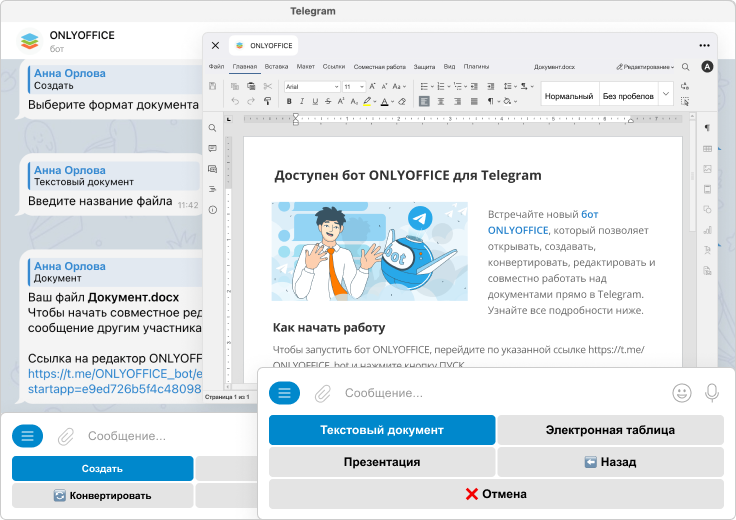 Telegram
ONLYOFFICE
бот
Анна Орлова
Создать
Выберите формат документа
Анна Орлова
Текстовый документ
Введите название файла 11:42
Анна Орлова
Документ
Ваш файл Документ.docx
Чтобы начать совместное ред
сообщение другим участника
Ссылка на редактор ONLYOFF
https://t.me/ONLYOFFICE_bot/e
startapp=e9ed726b5f4c48098
Сообщение...
Создать
Конвертировать
ONLYOFFICE
Файл Главная Вставка Макет Ссылки Совместная работа Защита Вид Плагины Документ.docx Редактирование A
Arial 11
Нормальный Без пробелов
Доступен бот ONLYOFFICE для Telegram
bot
Встречайте новый бот
ONLYOFFICE, который позволяет
открывать, создавать,
конвертировать, редактировать и
совместно работать над
документами прямо в Telegram.
Узнайте все подробности ниже.
Как начать работу
Чтобы запустить бот ONLYOFFICE, перейдите по указанной ссылке https://t.me/
ONLYOFFICE_bot и нажмите кнопку ПУСК
Страница 1 из 1
Сообщение...
Текстовый документ
Электронная таблица
Презентация
Назад
Отмена